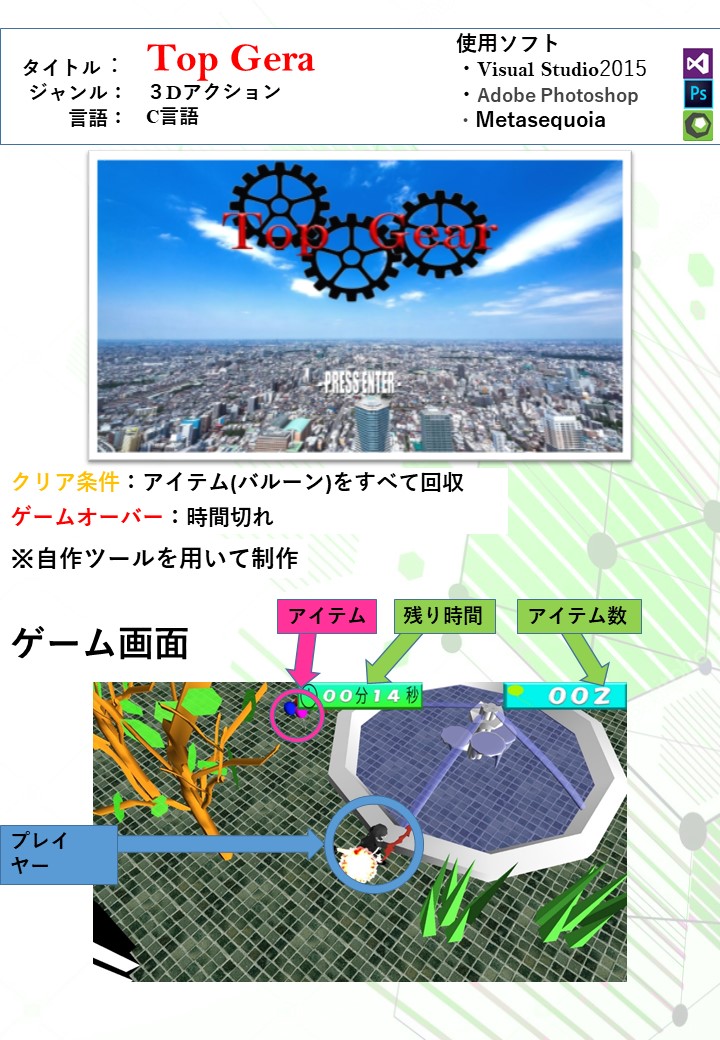 タイトル：
Top Gera
ジャンル：
３Dアクション
言語：
C言語
使用ソフト
・Visual Studio2015
・Adobe Photoshop
・Metasequoia
Ps
Top Gear
PRESS ENTER
クリア条件：アイテム(バルーン)をすべて回収
ゲームオーバー：時間切れ
※自作ツールを用いて制作
アイテム
残り時間
アイテム数
ゲーム画面
00分14秒
002
プレイ
ヤー